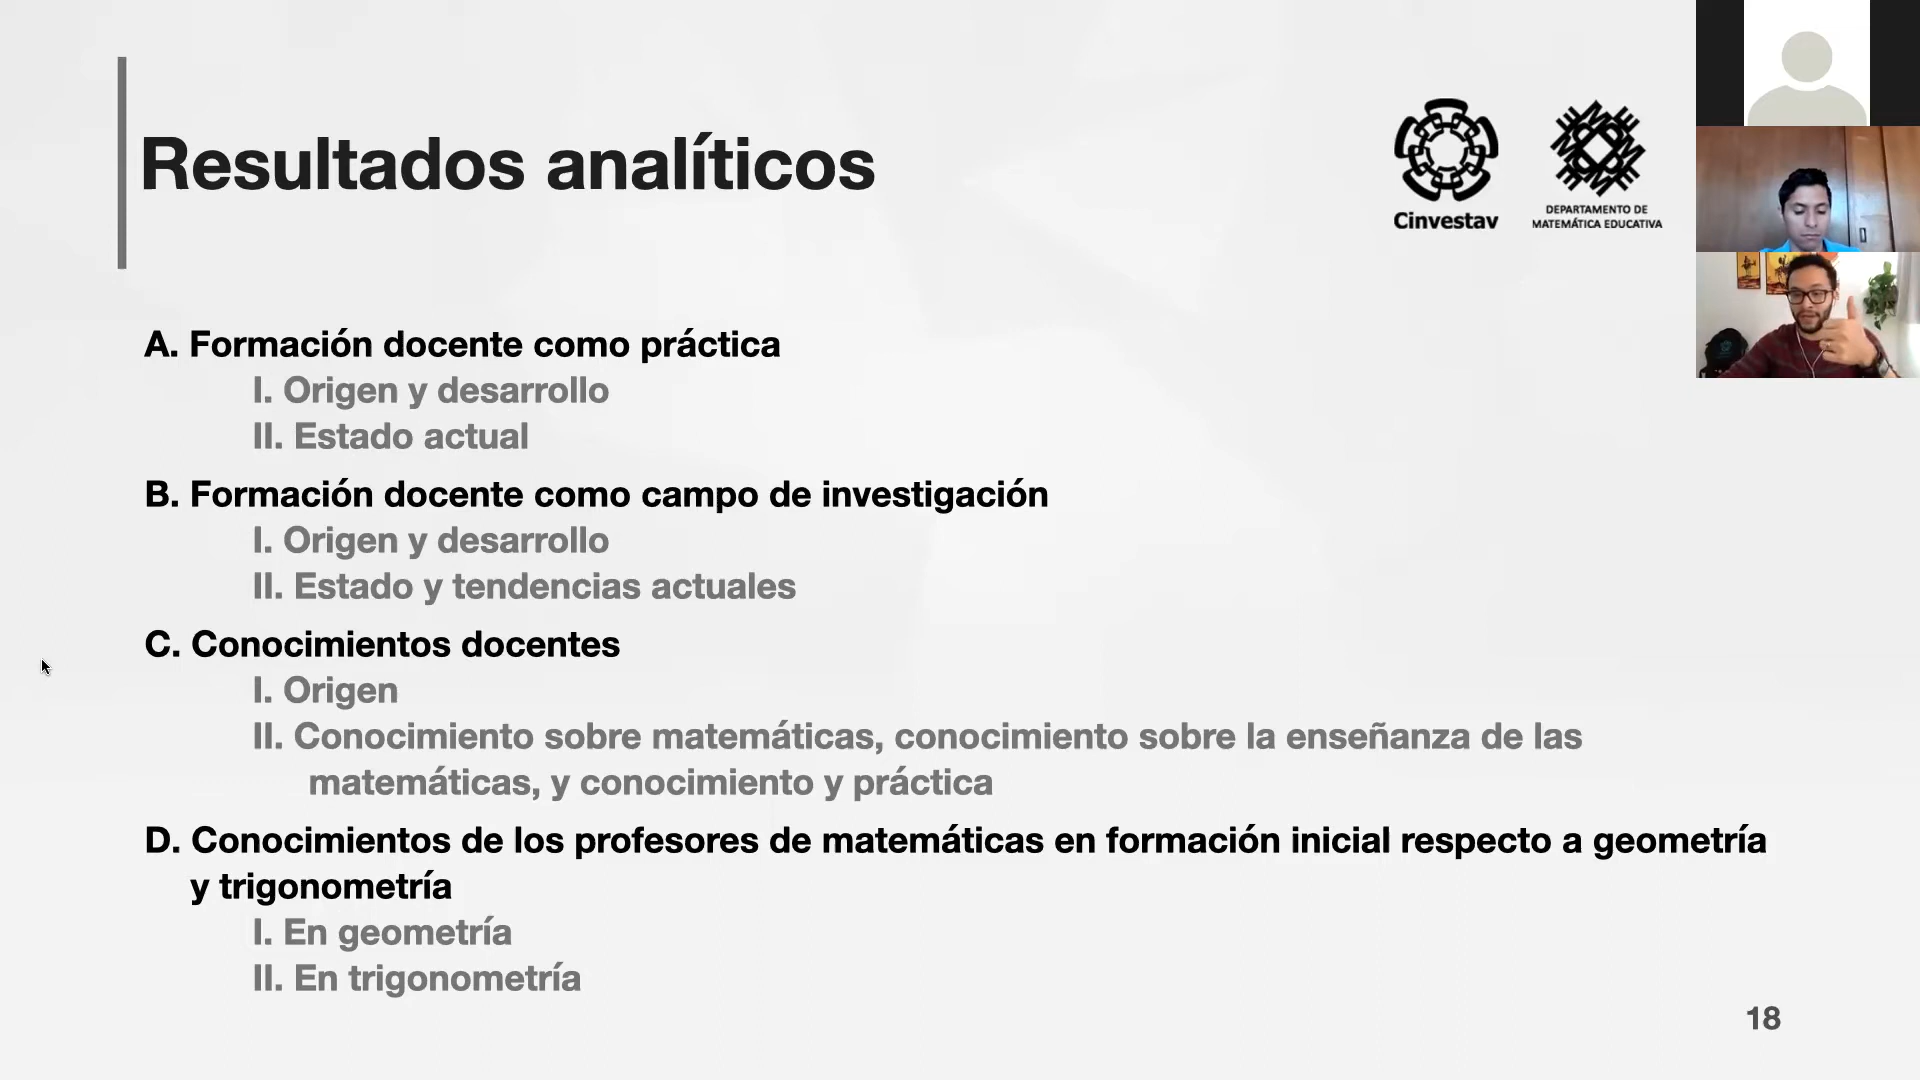 Resultados analíticos
Cinvestav
DEPARTAMENTO DE
MATEMÁTICA EDUCATIVA
A. Formación docente como práctica
I. Origen y desarrollo
II. Estado actual
B. Formación docente como campo de investigación
I. Origen y desarrollo
II. Estado y tendencias actuales
C. Conocimientos docentes
I. Origen
II. Conocimiento sobre matemáticas, conocimiento sobre la enseñanza de las
matemáticas, y conocimiento y práctica
D. Conocimientos de los profesores de matemáticas en formación inicial respecto a geometría
y trigonometría
I. En geometría
II. En trigonometría
18